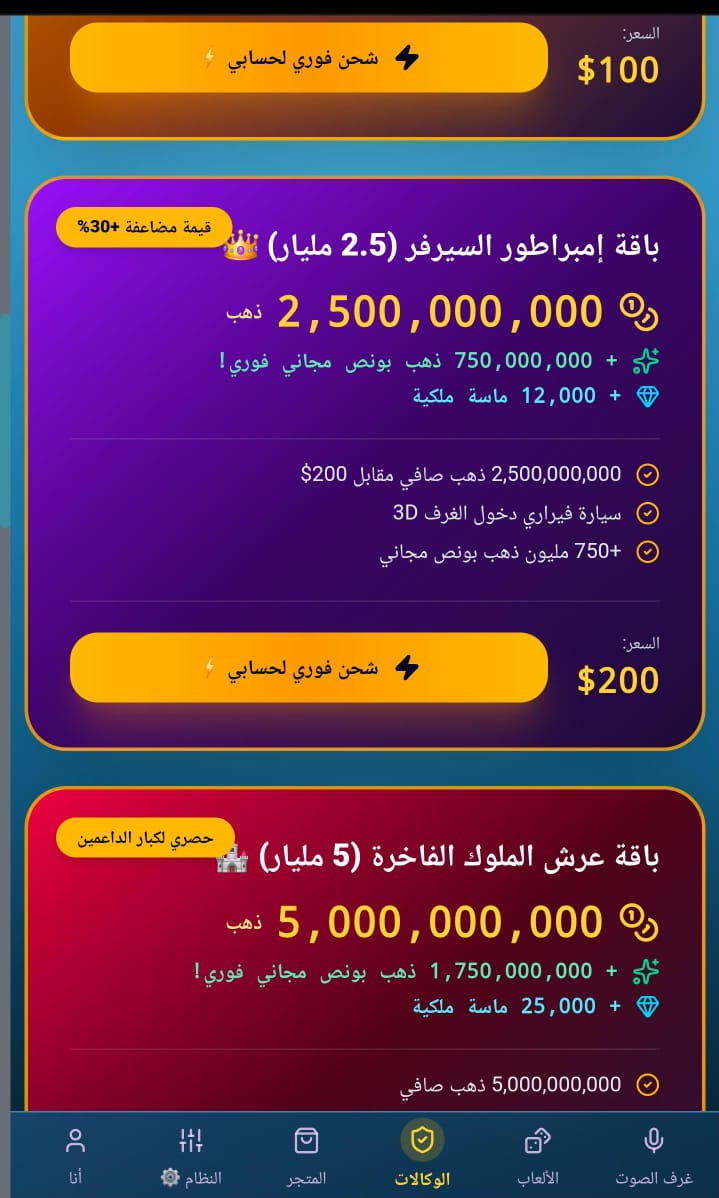 السعر:
$100
شحن فوري لحسابي ⚡
قيمة مضاعفة +30%
باقة إمبراطور السيرفر (2.5 مليار) 👑
2,500,000,000 ذهب
+ 750,000,000 ذهب بونص مجاني فوري!
+ 12,000 ماسة ملكية
2,500,000,000 ذهب صافي مقابل 200$
سيارة فيراري دخول الغرف 3D
+750 مليون ذهب بونص مجاني
السعر:
$200
شحن فوري لحسابي ⚡
حصري لكبار الداعمين
باقة عرش الملوك الفاخرة (5 مليار) 🏰
5,000,000,000 ذهب
+ 1,750,000,000 ذهب بونص مجاني فوري!
+ 25,000 ماسة ملكية
5,000,000,000 ذهب صافي
غرف الصوت
الألعاب
الوكالات
المتجر
النظام ⚙️
أنا